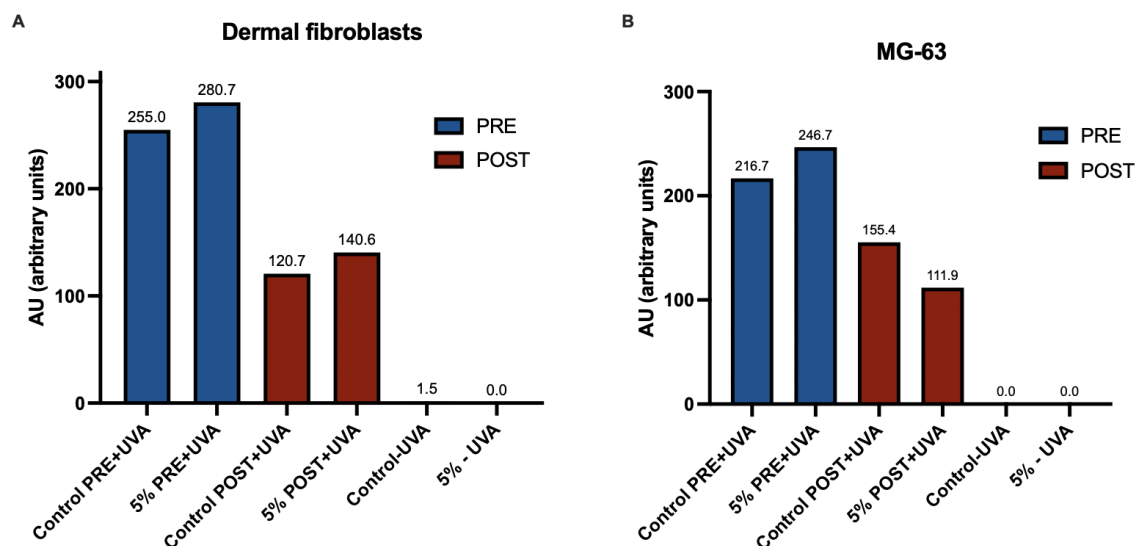 A
Dermal fibroblasts
AU (arbitrary units)
300
200
100
0
255.0
280.7
120.7
140.6
1.5
0.0
PRE
POST
Control PRE+UVA
5% PRE+UVA
Control POST+UVA
5% POST+UVA
Control-UVA
5% - UVA
B
MG-63
AU (arbitrary units)
300
200
100
0
216.7
246.7
155.4
111.9
0.0
0.0
PRE
POST
Control PRE+UVA
5% PRE+UVA
Control POST+UVA
5% POST+UVA
Control-UVA
5% - UVA